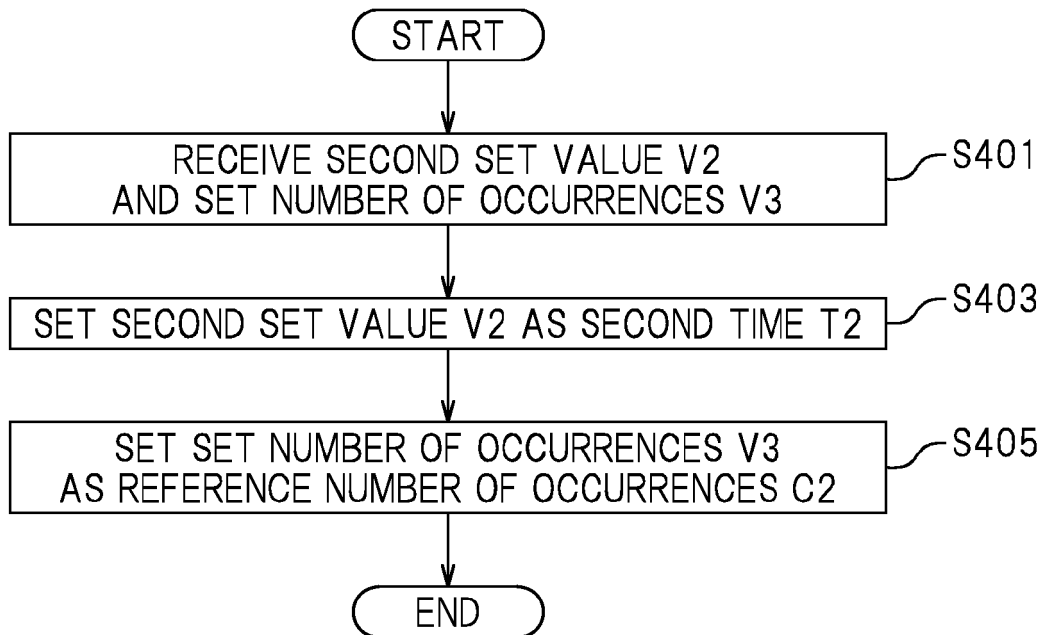 START
RECEIVE SECOND SET VALUE V2
AND SET NUMBER OF OCCURRENCES V3
S401
SET SECOND SET VALUE V2 AS SECOND TIME T2
S403
SET SET NUMBER OF OCCURRENCES V3
AS REFERENCE NUMBER OF OCCURRENCES C2
S405
END